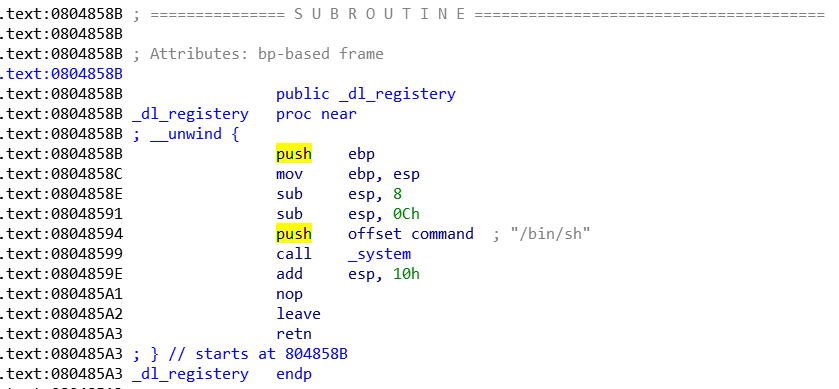 .text:0804858B ; =============== S U B R O U T I N E =======================================
.text:0804858B
.text:0804858B ; Attributes: bp-based frame
.text:0804858B
.text:0804858B public _dl_registery
.text:0804858B _dl_registery proc near
.text:0804858B ; __unwind {
.text:0804858B push ebp
.text:0804858C mov ebp, esp
.text:0804858E sub esp, 8
.text:08048591 sub esp, 0Ch
.text:08048594 push offset command ; "/bin/sh"
.text:08048599 call _system
.text:0804859E add esp, 10h
.text:080485A1 nop
.text:080485A2 leave
.text:080485A3 retn
.text:080485A3 ; } // starts at 804858B
.text:080485A3 _dl_registery endp